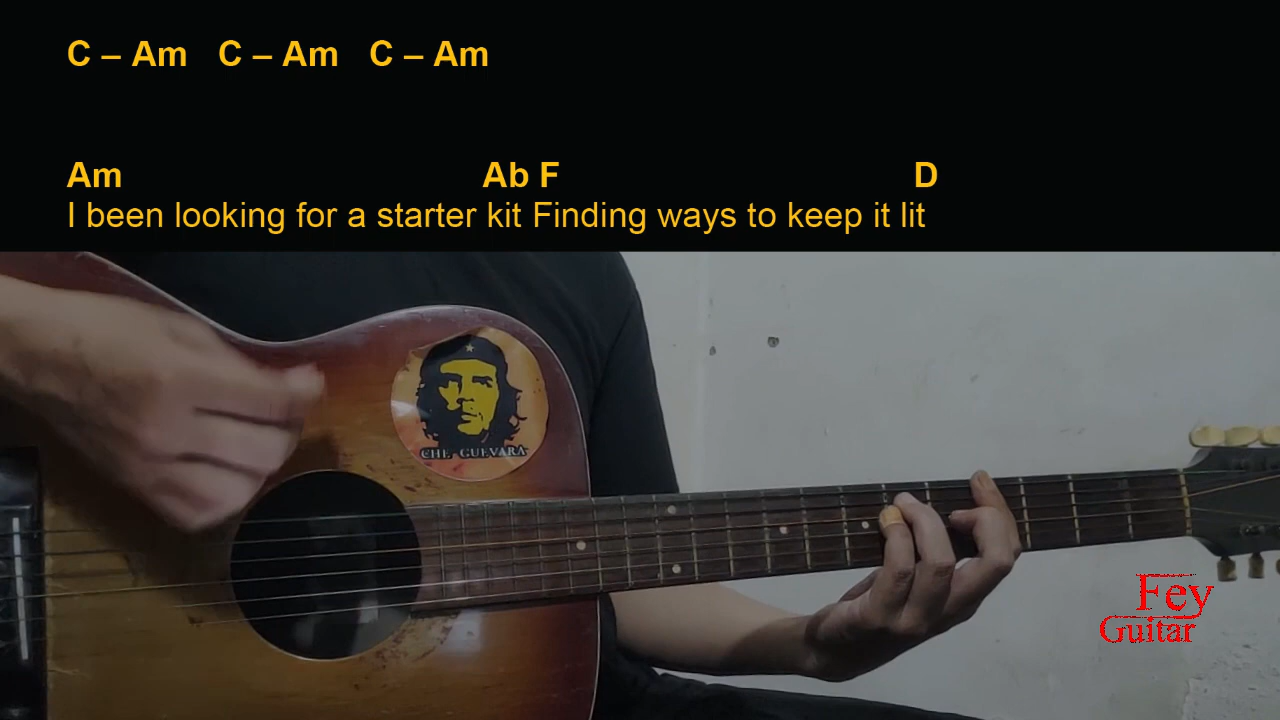 C – Am   C – Am   C – Am
Am   Ab F   D
I been looking for a starter kit Finding ways to keep it lit
CHE GUEVARA
Fey
Guitar